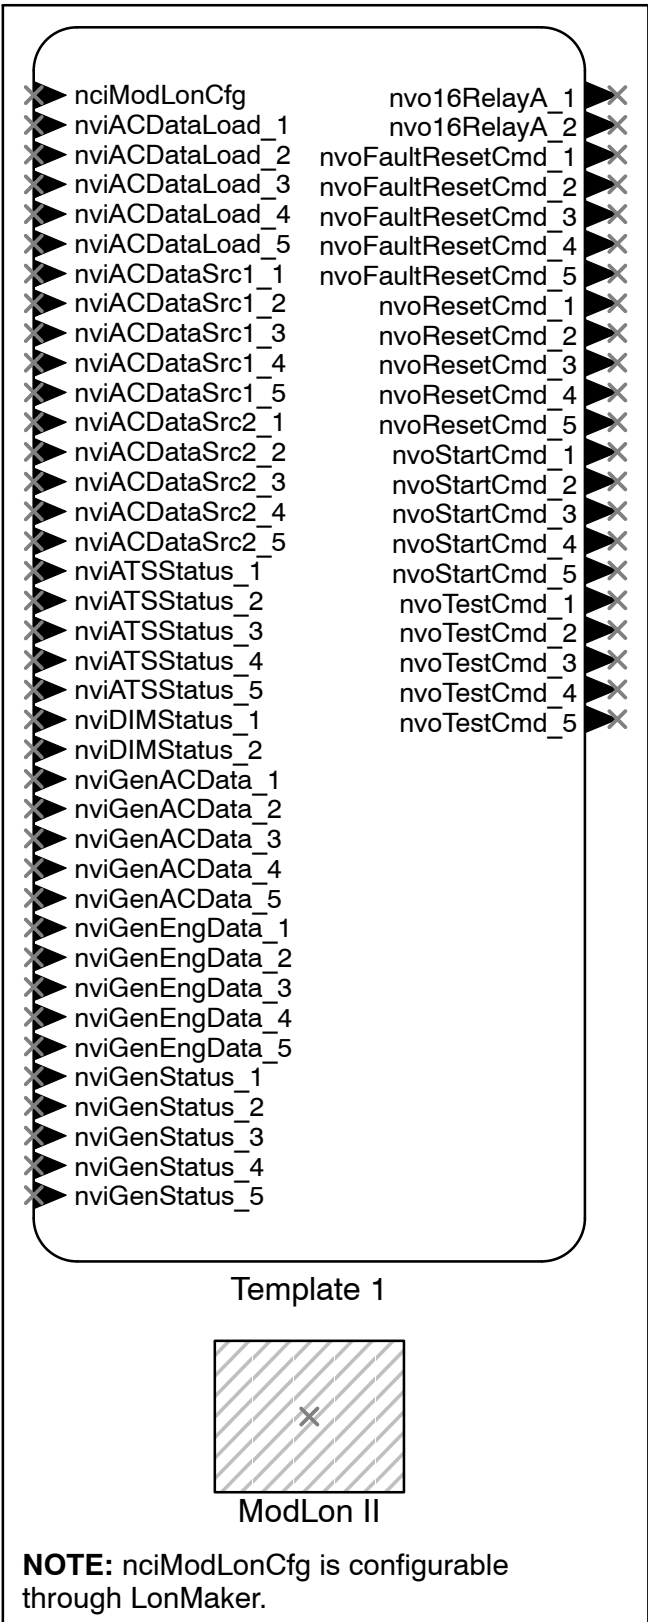 nciModLonCfg
nviACDataLoad_1
nviACDataLoad_2
nviACDataLoad_3
nviACDataLoad_4
nviACDataLoad_5
nviACDataSrc1_1
nviACDataSrc1_2
nviACDataSrc1_3
nviACDataSrc1_4
nviACDataSrc1_5
nviACDataSrc2_1
nviACDataSrc2_2
nviACDataSrc2_3
nviACDataSrc2_4
nviACDataSrc2_5
nviATSStatus_1
nviATSStatus_2
nviATSStatus_3
nviATSStatus_4
nviATSStatus_5
nviDIMStatus_1
nviDIMStatus_2
nviGenACData_1
nviGenACData_2
nviGenACData_3
nviGenACData_4
nviGenACData_5
nviGenEngData_1
nviGenEngData_2
nviGenEngData_3
nviGenEngData_4
nviGenEngData_5
nviGenStatus_1
nviGenStatus_2
nviGenStatus_3
nviGenStatus_4
nviGenStatus_5
nvo16RelayA_1
nvo16RelayA_2
nvoFaultResetCmd_1
nvoFaultResetCmd_2
nvoFaultResetCmd_3
nvoFaultResetCmd_4
nvoFaultResetCmd_5
nvoResetCmd_1
nvoResetCmd_2
nvoResetCmd_3
nvoResetCmd_4
nvoResetCmd_5
nvoStartCmd_1
nvoStartCmd_2
nvoStartCmd_3
nvoStartCmd_4
nvoStartCmd_5
nvoTestCmd_1
nvoTestCmd_2
nvoTestCmd_3
nvoTestCmd_4
nvoTestCmd_5
Template 1
ModLon II
NOTE: nciModLonCfg is configurable
through LonMaker.